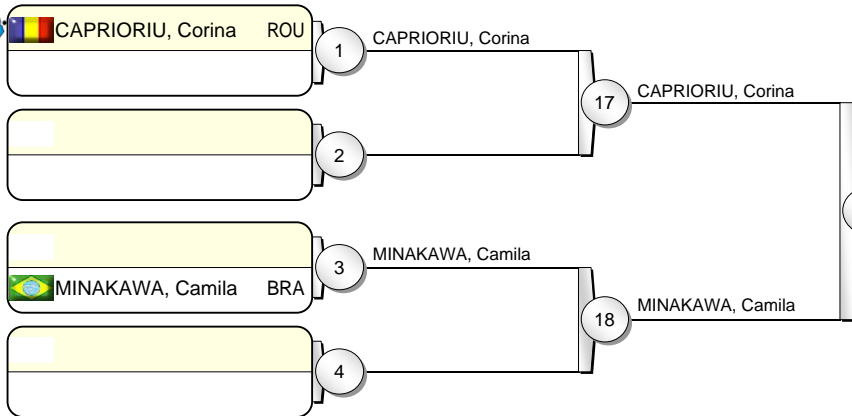 CAPRIORIU, Corina ROU
1
CAPRIORIU, Corina
17
CAPRIORIU, Corina
2
3
MINAKAWA, Camila
MINAKAWA, Camila BRA
18
MINAKAWA, Camila
4